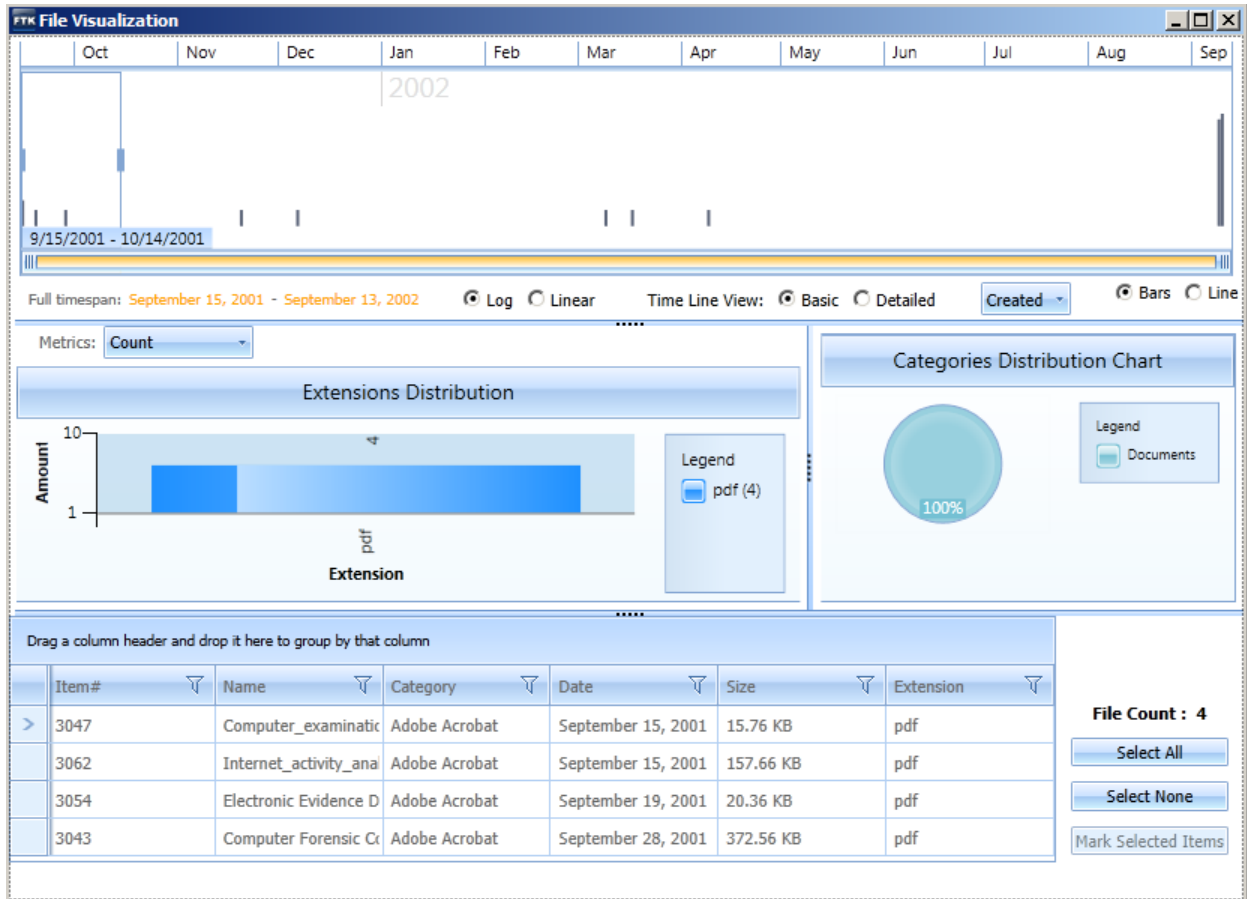 FTK File Visualization
Oct Nov Dec Jan Feb Mar Apr May Jun Jul Aug Sep
2002
9/15/2001 - 10/14/2001
Full timespan: September 15, 2001 - September 13, 2002 Log Linear Time Line View: Basic Detailed Created Bars Line
Metrics: Count
Extensions Distribution
Amount
10
1
4
pdf
Extension
Legend
pdf (4)
Categories Distribution Chart
100%
Legend
Documents
Drag a column header and drop it here to group by that column
Item# Name Category Date Size Extension
3047 Computer_examinatic Adobe Acrobat September 15, 2001 15.76 KB pdf
3062 Internet_activity_anal Adobe Acrobat September 15, 2001 157.66 KB pdf
3054 Electronic Evidence D Adobe Acrobat September 19, 2001 20.36 KB pdf
3043 Computer Forensic Co Adobe Acrobat September 28, 2001 372.56 KB pdf
File Count : 4
Select All
Select None
Mark Selected Items